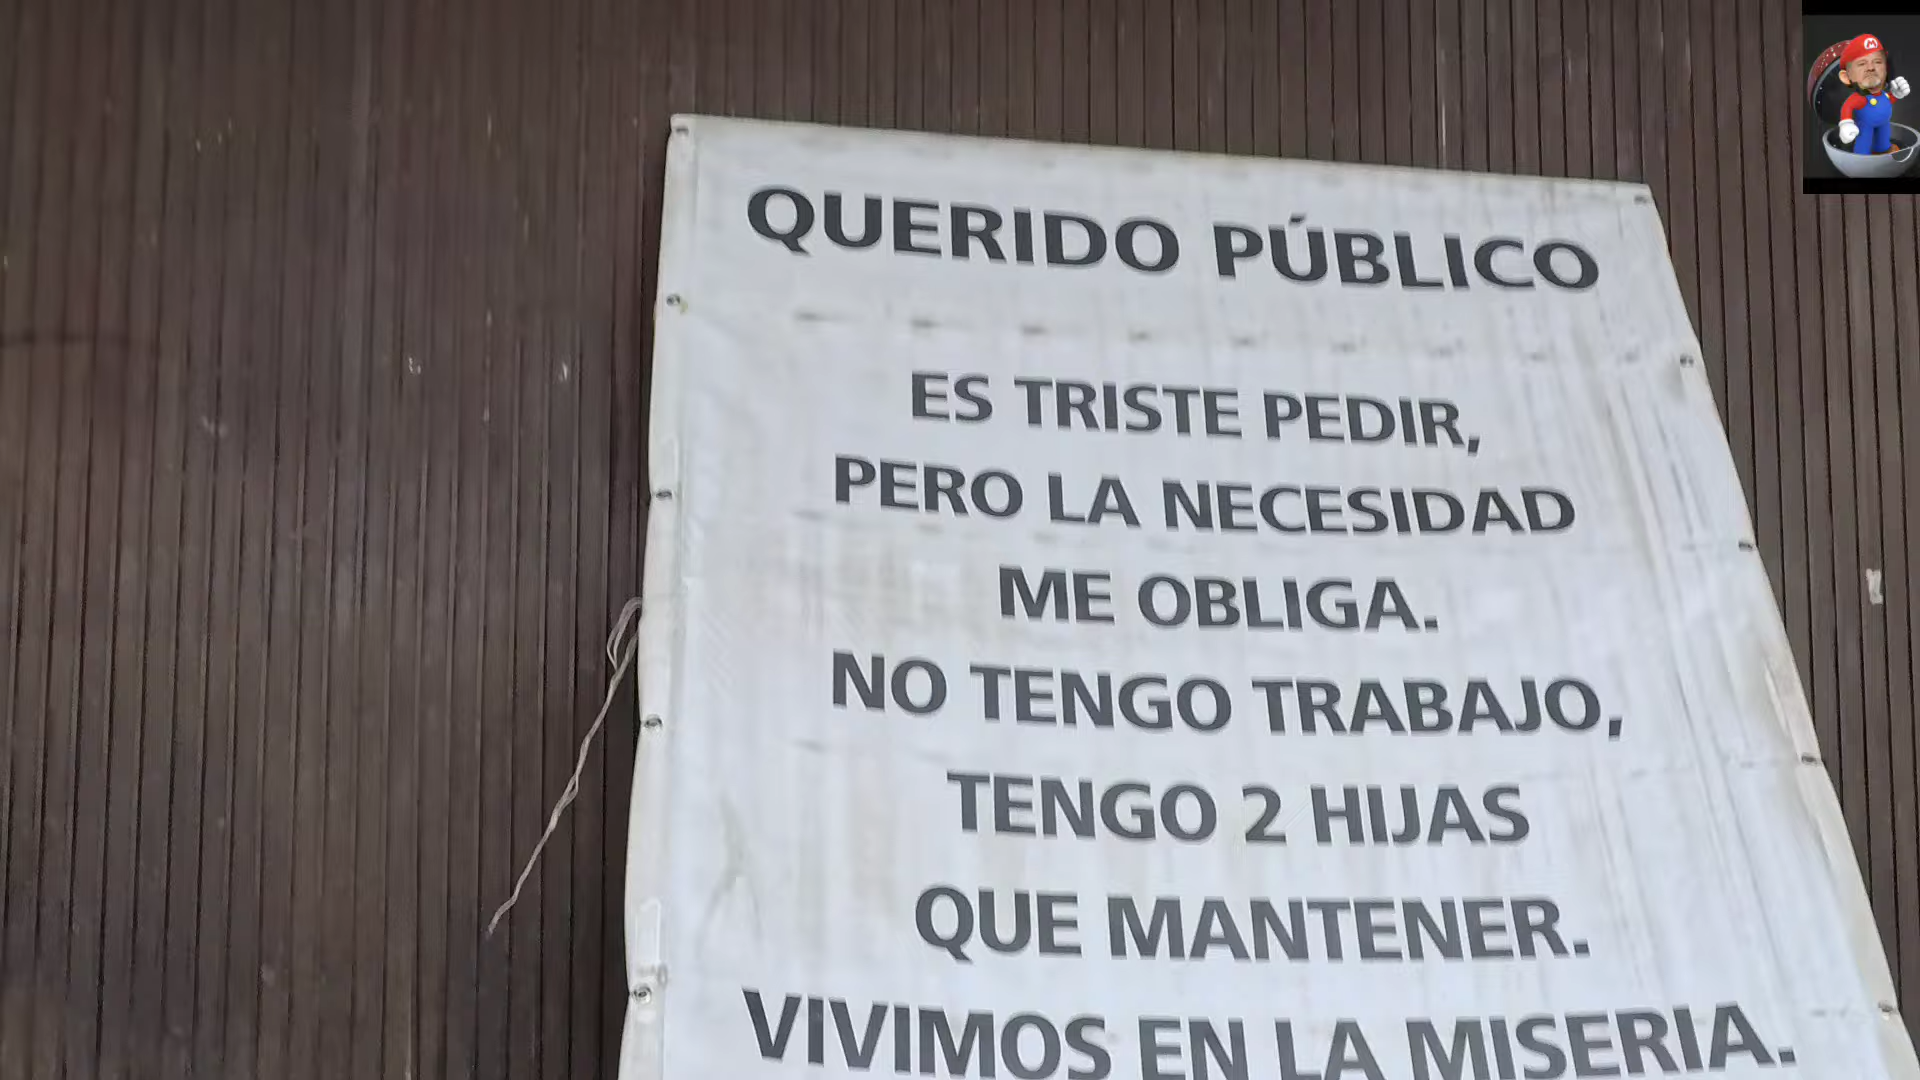 QUERIDO PÚBLICO
ES TRISTE PEDIR,
PERO LA NECESIDAD
ME OBLIGA.
NO TENGO TRABAJO,
TENGO 2 HIJAS
QUE MANTENER.
VIVIMOS EN LA MISERIA.
M